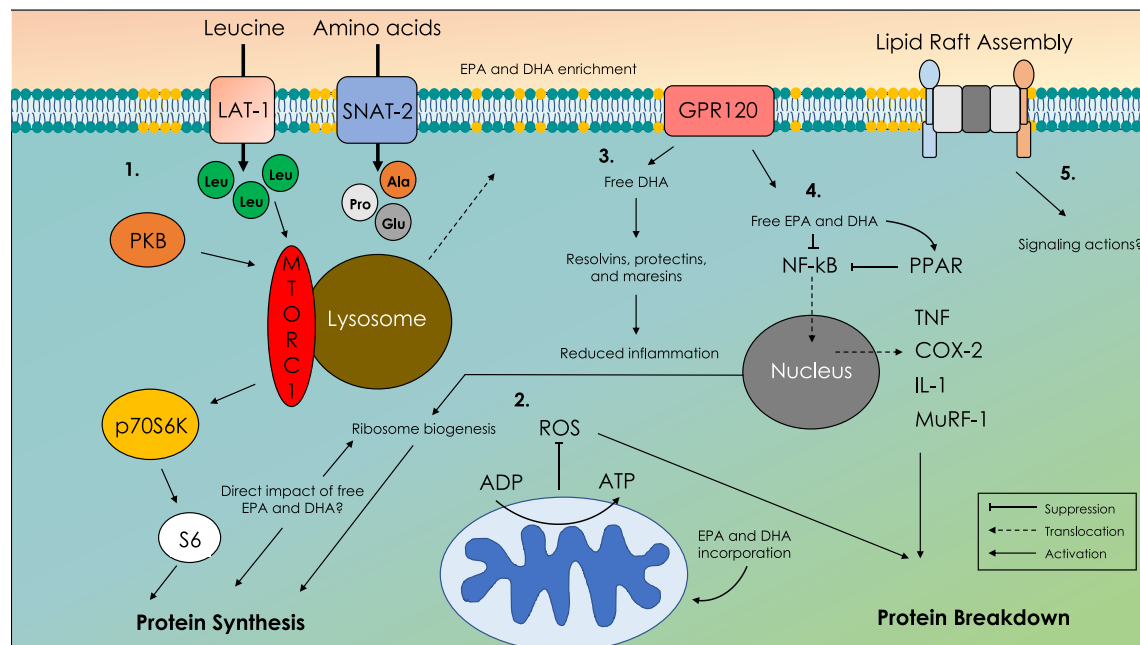 Leucine
Amino acids
Lipid Raft Assembly
EPA and DHA enrichment
LAT-1
SNAT-2
GPR120
1.
Leu
Leu
Leu
Ala
Pro
Glu
3.
Free DHA
4.
5.
Free EPA and DHA
PKB
MTORC1
Lysosome
Resolvins, protectins,
and maresins
NF-kB
PPAR
Signaling actions?
Reduced inflammation
Nucleus
TNF
COX-2
IL-1
MuRF-1
p70S6K
Ribosome biogenesis
2.
ROS
ADP
ATP
Direct impact of free
EPA and DHA?
S6
EPA and DHA
incorporation
Suppression
Translocation
Activation
Protein Synthesis
Protein Breakdown